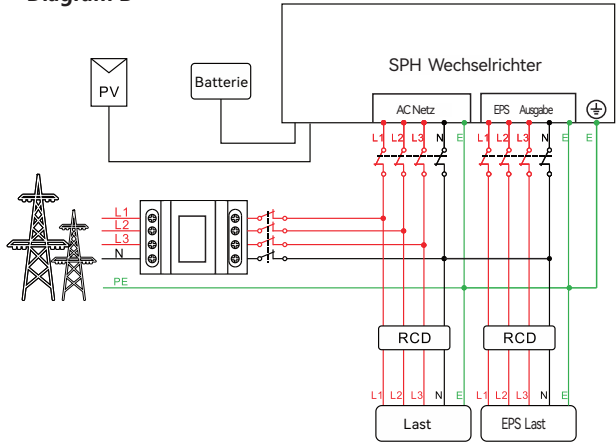 SPH Wechselrichter
PV
Batterie
AC Netz
EPS Ausgabe
L1 L2 L3 N E
L1 L2 L3 N E E
L1
L2
L3
N
PE
RCD
RCD
L1 L2 L3 N E
L1 L2 L3 N E
Last
EPS Last